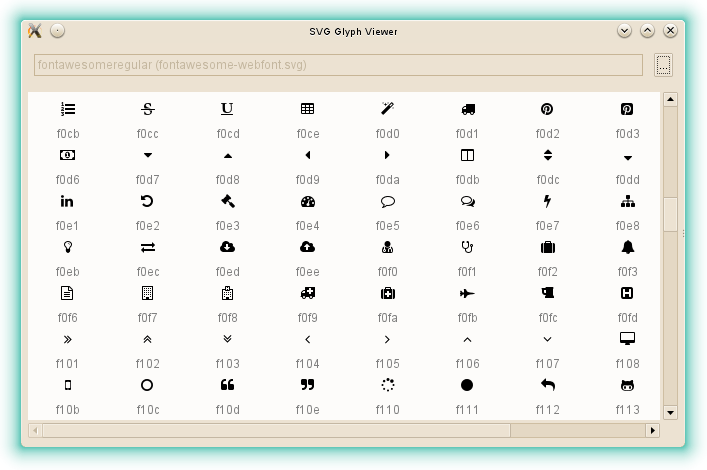 SVG Glyph Viewer
fontawesomeregular (fontawesome-webfont.svg)
...
f0cb f0cc f0cd f0ce f0d0 f0d1 f0d2 f0d3
f0d6 f0d7 f0d8 f0d9 f0da f0db f0dc f0dd
f0e1 f0e2 f0e3 f0e4 f0e5 f0e6 f0e7 f0e8
f0eb f0ec f0ed f0ee f0f0 f0f1 f0f2 f0f3
f0f6 f0f7 f0f8 f0f9 f0fa f0fb f0fc f0fd
f101 f102 f103 f104 f105 f106 f107 f108
f10b f10c f10d f10e f110 f111 f112 f113